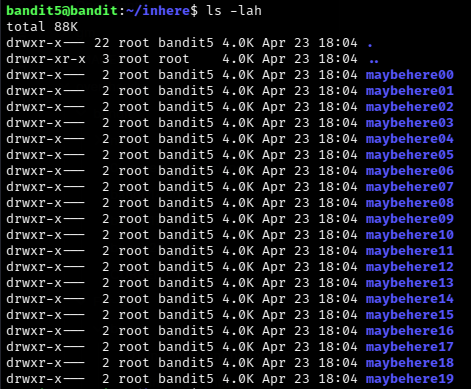 bandit5@bandit:~/inhere$ ls -lah
total 88K
drwxr-x--- 22 root bandit5 4.0K Apr 23 18:04 .
drwxr-xr-x  3 root root    4.0K Apr 23 18:04 ..
drwxr-x---  2 root bandit5 4.0K Apr 23 18:04 maybehere00
drwxr-x---  2 root bandit5 4.0K Apr 23 18:04 maybehere01
drwxr-x---  2 root bandit5 4.0K Apr 23 18:04 maybehere02
drwxr-x---  2 root bandit5 4.0K Apr 23 18:04 maybehere03
drwxr-x---  2 root bandit5 4.0K Apr 23 18:04 maybehere04
drwxr-x---  2 root bandit5 4.0K Apr 23 18:04 maybehere05
drwxr-x---  2 root bandit5 4.0K Apr 23 18:04 maybehere06
drwxr-x---  2 root bandit5 4.0K Apr 23 18:04 maybehere07
drwxr-x---  2 root bandit5 4.0K Apr 23 18:04 maybehere08
drwxr-x---  2 root bandit5 4.0K Apr 23 18:04 maybehere09
drwxr-x---  2 root bandit5 4.0K Apr 23 18:04 maybehere10
drwxr-x---  2 root bandit5 4.0K Apr 23 18:04 maybehere11
drwxr-x---  2 root bandit5 4.0K Apr 23 18:04 maybehere12
drwxr-x---  2 root bandit5 4.0K Apr 23 18:04 maybehere13
drwxr-x---  2 root bandit5 4.0K Apr 23 18:04 maybehere14
drwxr-x---  2 root bandit5 4.0K Apr 23 18:04 maybehere15
drwxr-x---  2 root bandit5 4.0K Apr 23 18:04 maybehere16
drwxr-x---  2 root bandit5 4.0K Apr 23 18:04 maybehere17
drwxr-x---  2 root bandit5 4.0K Apr 23 18:04 maybehere18
drwxr-x---  2 root bandit5 4.0K Apr 23 18:04 maybehere19